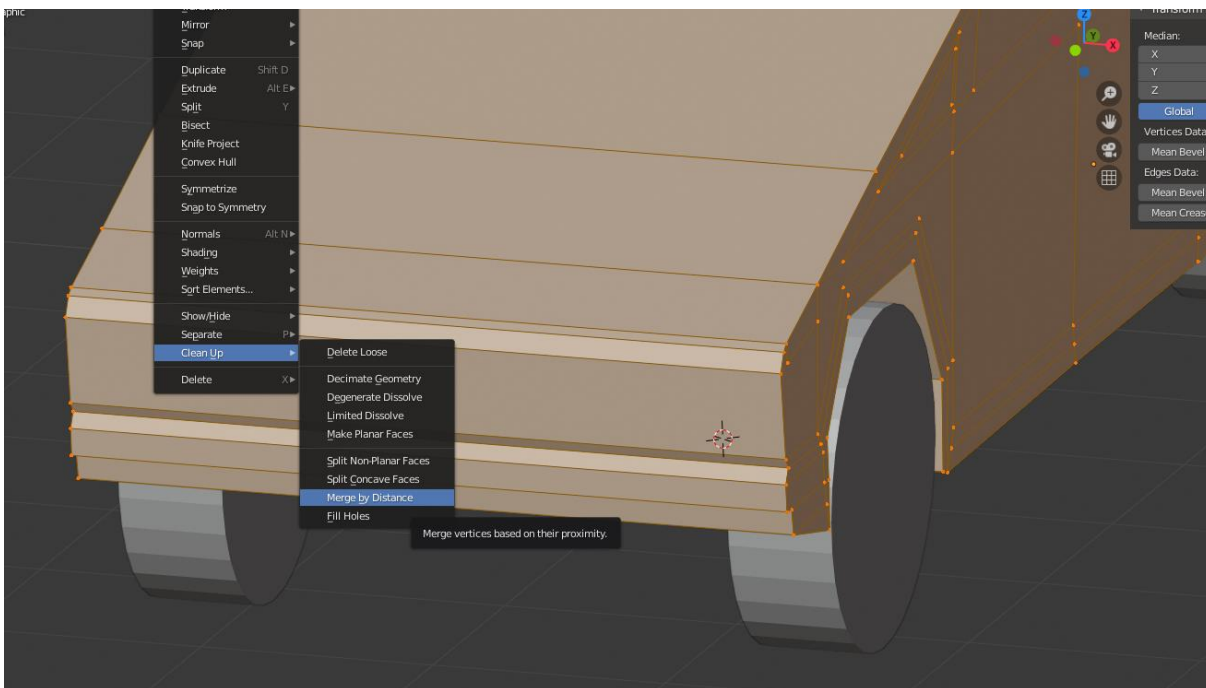 Mirror
Snap
Duplicate Shift D
Extrude Alt E
Split Y
Bisect
Knife Project
Convex Hull
Symmetrize
Snap to Symmetry
Normals Alt N
Shading
Weights
Sort Elements...
Show/Hide
Separate P
Clean Up
Delete X
Delete Loose
Decimate Geometry
Degenerate Dissolve
Limited Dissolve
Make Planar Faces
Split Non-Planar Faces
Split Concave Faces
Merge by Distance
Fill Holes
Merge vertices based on their proximity.
Z
Y
X
Transform
Median:
X
Y
Z
Global
Vertices Data
Mean Bevel
Edges Data:
Mean Bevel
Mean Creas